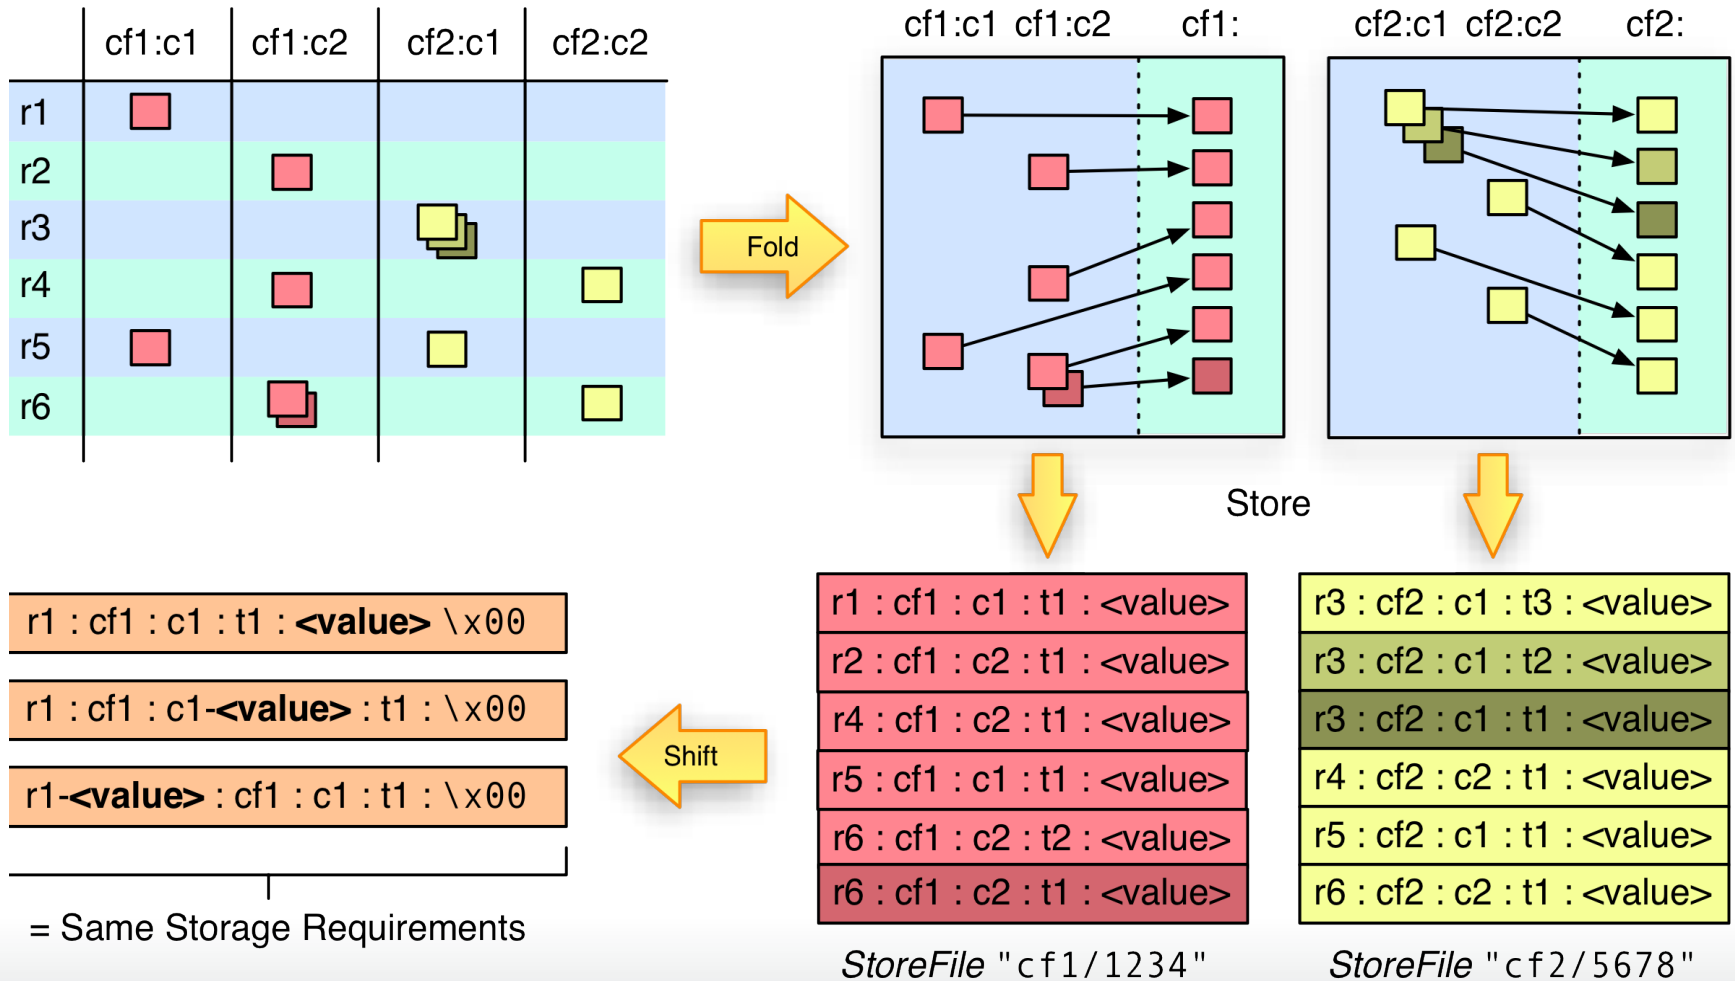 cf1:c1 cf1:c2 cf2:c1 cf2:c2
r1
r2
r3
r4
r5
r6
Fold
cf1:c1 cf1:c2 cf1:
cf2:c1 cf2:c2 cf2:
Store
r1 : cf1 : c1 : t1 : <value>
r2 : cf1 : c2 : t1 : <value>
r4 : cf1 : c2 : t1 : <value>
r5 : cf1 : c1 : t1 : <value>
r6 : cf1 : c2 : t2 : <value>
r6 : cf1 : c2 : t1 : <value>
StoreFile "cf1/1234"
r3 : cf2 : c1 : t3 : <value>
r3 : cf2 : c1 : t2 : <value>
r3 : cf2 : c1 : t1 : <value>
r4 : cf2 : c2 : t1 : <value>
r5 : cf2 : c1 : t1 : <value>
r6 : cf2 : c2 : t1 : <value>
StoreFile "cf2/5678"
Shift
r1 : cf1 : c1 : t1 : <value> \x00
r1 : cf1 : c1-<value> : t1 : \x00
r1-<value> : cf1 : c1 : t1 : \x00
= Same Storage Requirements